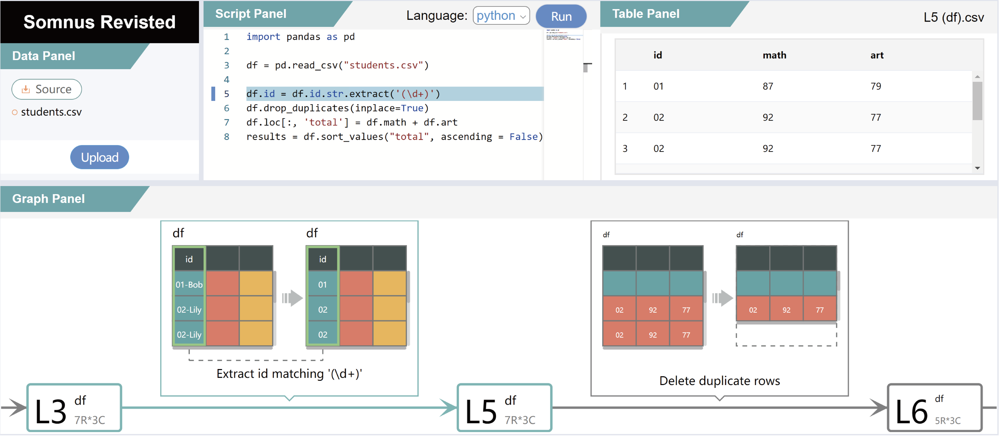 Somnus Revisted
Data Panel
Source
students.csv
Upload
Script Panel
Language: python
Run
1 import pandas as pd
2
3 df = pd.read_csv("students.csv")
4
5 df.id = df.id.str.extract('(\d+)')
6 df.drop_duplicates(inplace=True)
7 df.loc[:, 'total'] = df.math + df.art
8 results = df.sort_values("total", ascending = False)
Table Panel
L5 (df).csv
id math art
1 01 87 79
2 02 92 77
3 02 92 77
Graph Panel
df df
id id
01-Bob 01
02-Lily 02
02-Lily 02
Extract id matching '(\d+)'
df df
02 92 77 02 92 77
02 92 77
Delete duplicate rows
L3 df 7R*3C
L5 df 7R*3C
L6 df 5R*3C